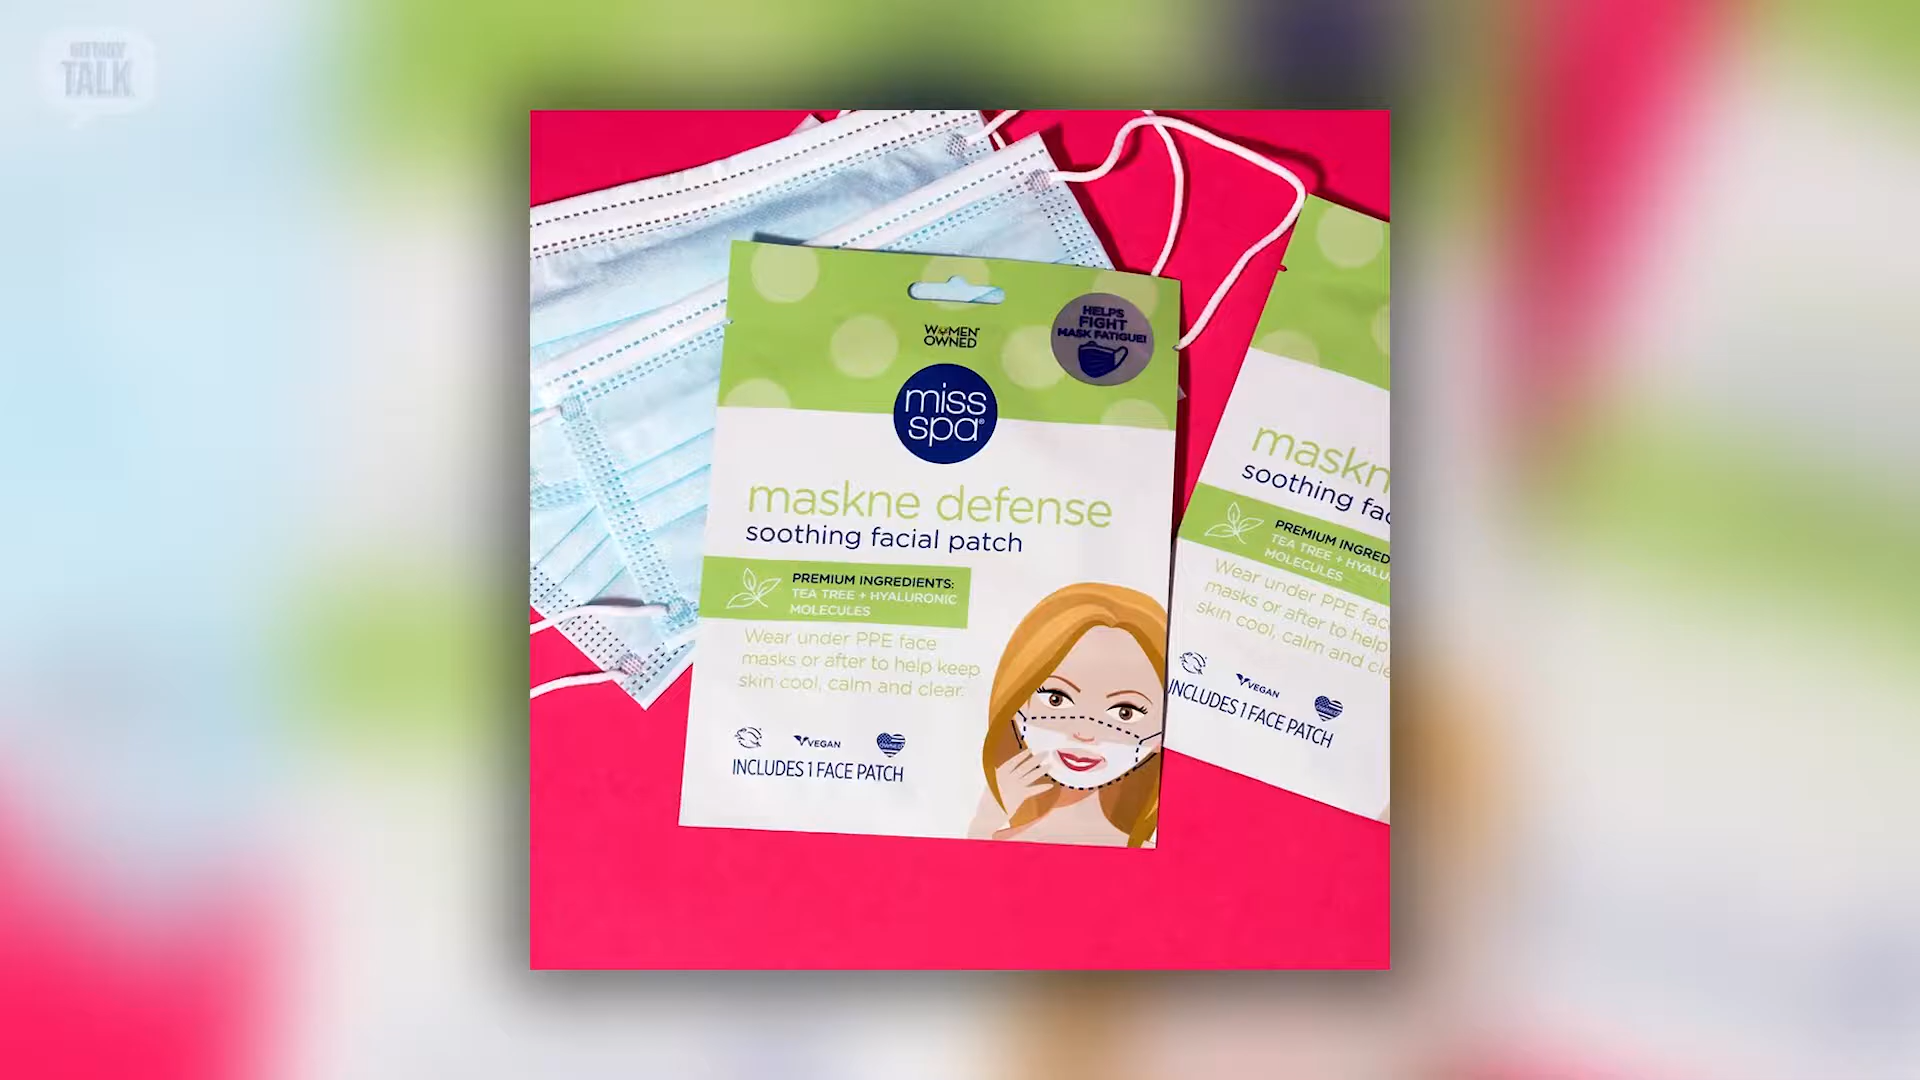 TALK
WOMEN
OWNED
HELPS
FIGHT
MASK FATIGUE!
miss
spa®
maskne defense
soothing facial patch
PREMIUM INGREDIENTS:
TEA TREE + HYALURONIC
MOLECULES
Wear under PPE face
masks or after to help keep
skin cool, calm and clear.
VEGAN
OWNED
INCLUDES 1 FACE PATCH
maskn
soothing fac
PREMIUM INGRED
TEA TREE + HYALU
MOLECULES
Wear under PPE fac
masks or after to help
skin cool, calm and cle
VEGAN
INCLUDES 1 FACE PATCH